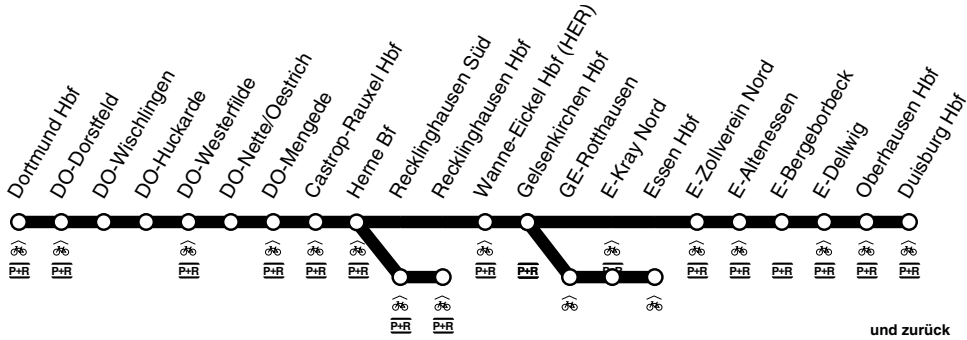 Dortmund Hbf
DO-Dorstfeld
DO-Wischlingen
DO-Huckarde
DO-Westerfilde
DO-Nette/Oestrich
DO-Mengede
Castrop-Rauxel Hbf
Herne Bf
Recklinghausen Süd
Recklinghausen Hbf
Wanne-Eickel Hbf (HER)
Gelsenkirchen Hbf
GE-Rotthausen
E-Kray Nord
Essen Hbf
E-Zollverein Nord
E-Altenessen
E-Bergeborbeck
E-Dellwig
Oberhausen Hbf
Duisburg Hbf
P+R P+R P+R P+R P+R P+R P+R P+R P+R P+R P+R P+R P+R P+R P+R
P+R P+R
und zurück